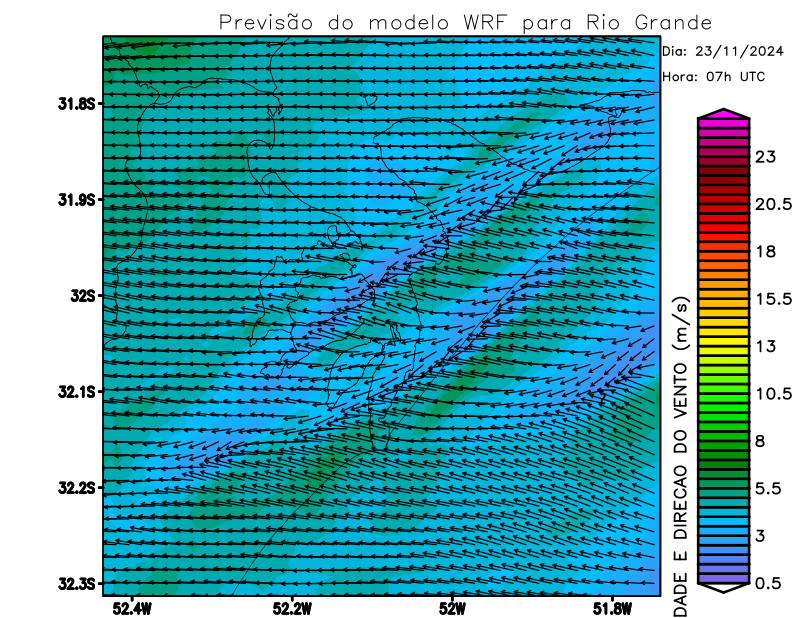 Previsão do modelo WRF para Rio Grande
Dia: 23/11/2024
Hora: 07h UTC
31.8S
31.9S
32S
32.1S
32.2S
32.3S
52.4W
52.2W
52W
51.8W
23
20.5
18
15.5
13
10.5
8
5.5
3
0.5
DADE E DIRECAO DO VENTO (m/s)